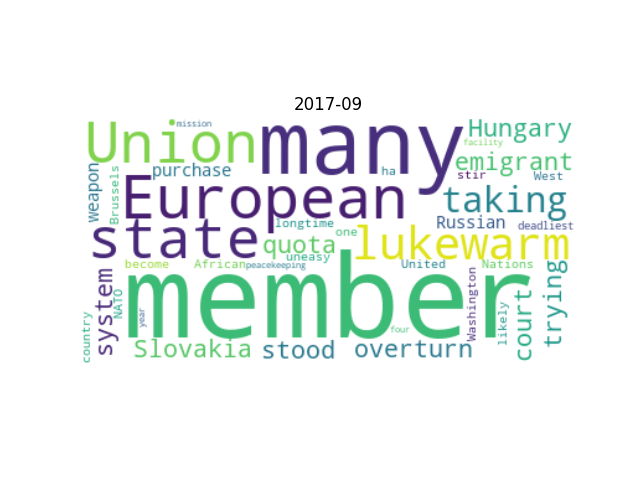 2017-09
mission
Union many Hungary
facility
emigrant
purchase ha stir West
weapon
Brussels
European taking
longtime Russian deadliest
one
state quota lukewarm
uneasy
become African peacekeeping United Nations
member
system
NATO
year
country
four
Washington
likely
court
trying
Slovakia stood overturn